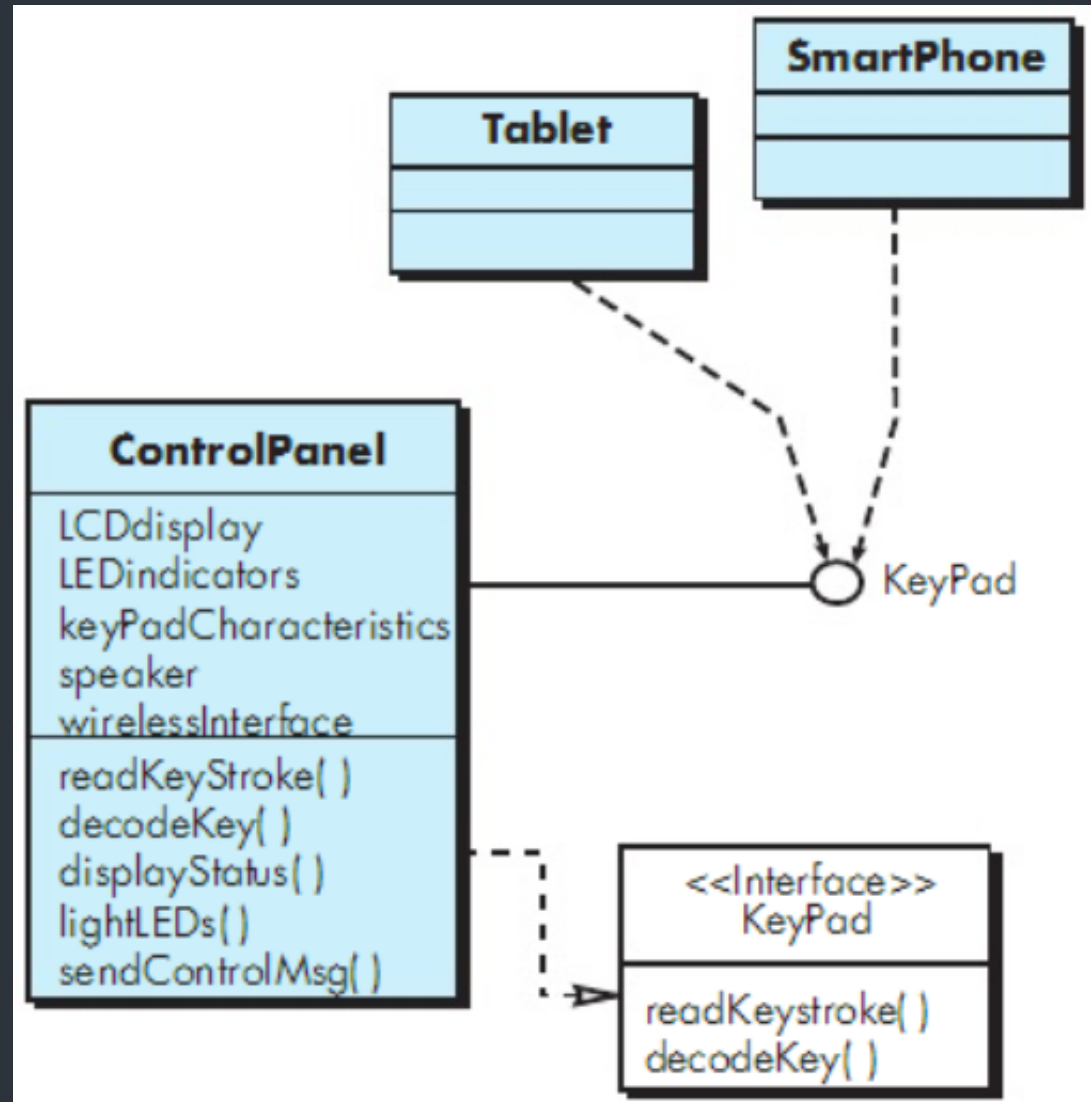 SmartPhone
Tablet
ControlPanel
LCDdisplay
LEDindicators
keyPadCharacteristics
speaker
wirelessInterface
readKeyStroke( )
decodeKey( )
displayStatus( )
lightLEDs( )
sendControlMsg( )
KeyPad
<<Interface>>
KeyPad
readKeystroke( )
decodeKey( )